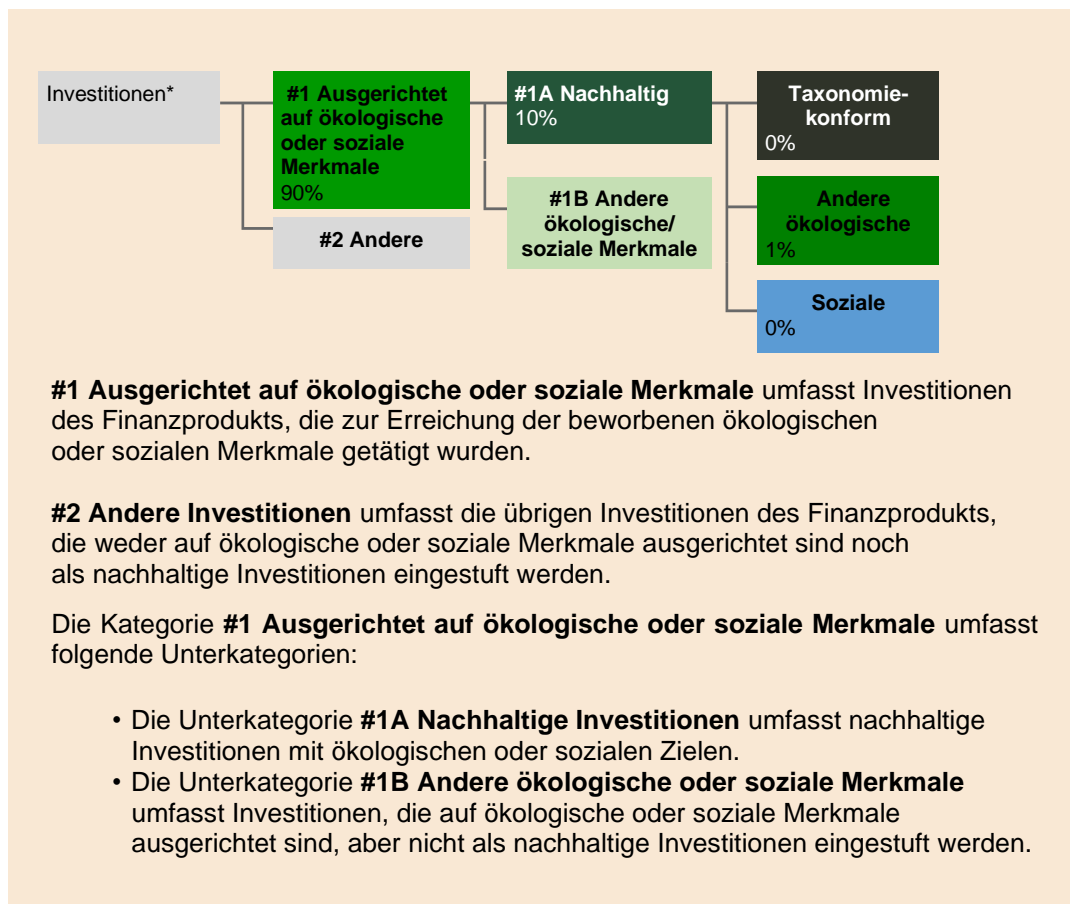 Investitionen*
#1 Ausgerichtet
auf ökologische
oder soziale
Merkmale
90%
#2 Andere
#1A Nachhaltig
10%
#1B Andere
ökologische/
soziale Merkmale
Taxonomie-
konform
0%
Andere
ökologische
1%
Soziale
0%
#1 Ausgerichtet auf ökologische oder soziale Merkmale umfasst Investitionen
des Finanzprodukts, die zur Erreichung der beworbenen ökologischen
oder sozialen Merkmale getätigt wurden.
#2 Andere Investitionen umfasst die übrigen Investitionen des Finanzprodukts,
die weder auf ökologische oder soziale Merkmale ausgerichtet sind noch
als nachhaltige Investitionen eingestuft werden.
Die Kategorie #1 Ausgerichtet auf ökologische oder soziale Merkmale umfasst
folgende Unterkategorien:
• Die Unterkategorie #1A Nachhaltige Investitionen umfasst nachhaltige
Investitionen mit ökologischen oder sozialen Zielen.
• Die Unterkategorie #1B Andere ökologische oder soziale Merkmale
umfasst Investitionen, die auf ökologische oder soziale Merkmale
ausgerichtet sind, aber nicht als nachhaltige Investitionen eingestuft werden.